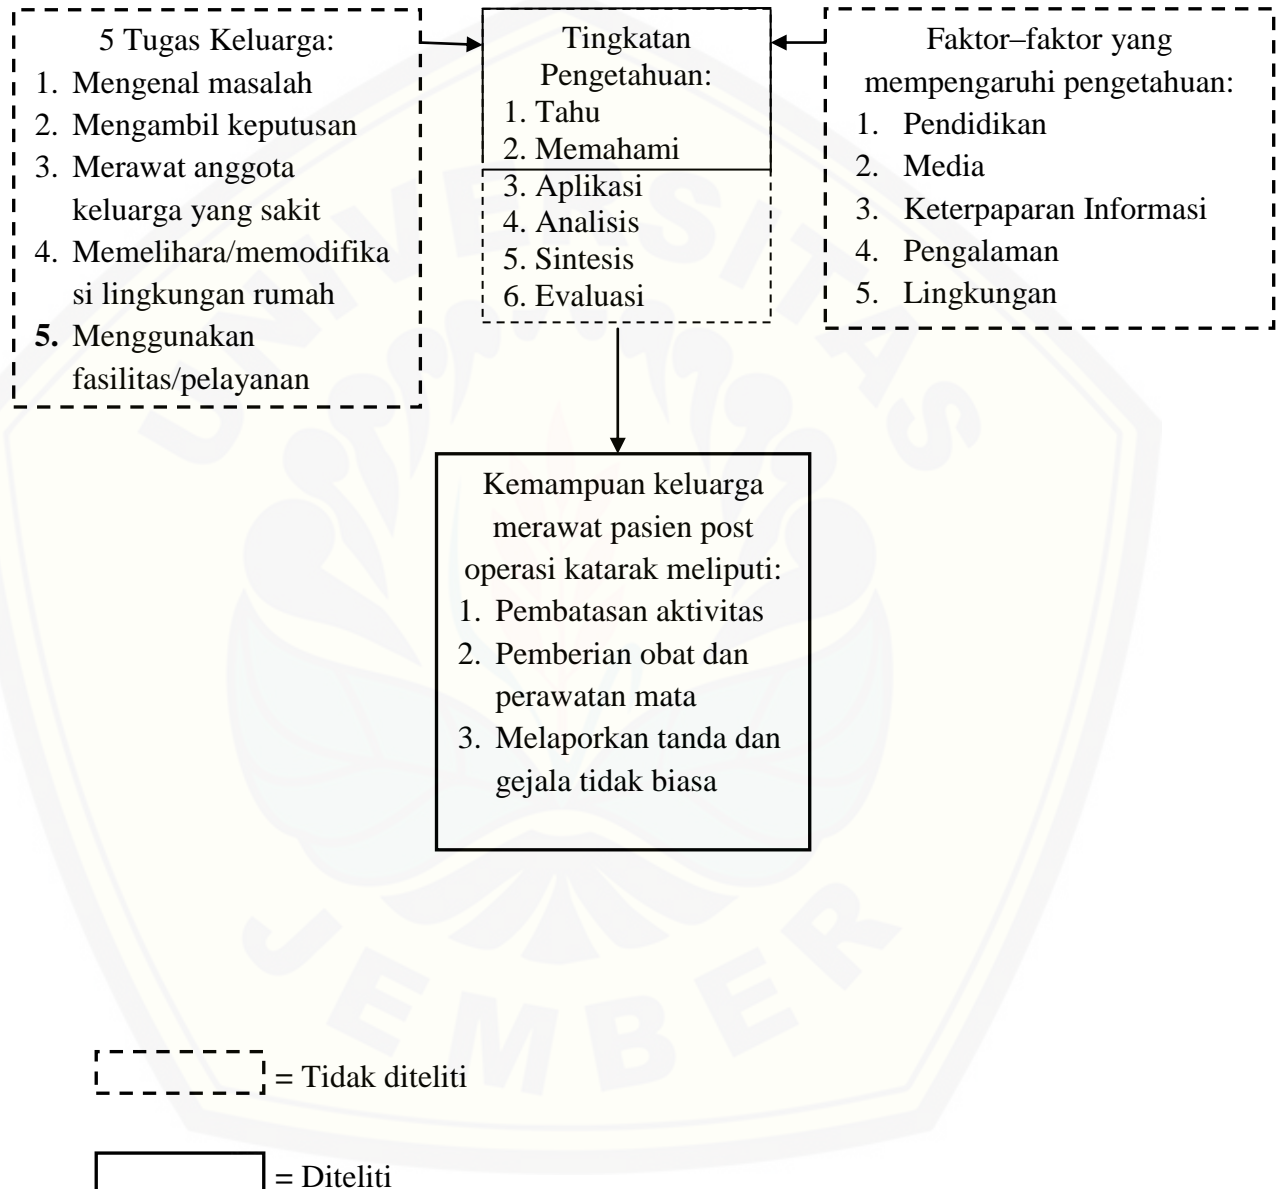 5 Tugas Keluarga:
1. Mengenal masalah
2. Mengambil keputusan
3. Merawat anggota
keluarga yang sakit
4. Memelihara/memodifika
si lingkungan rumah
5. Menggunakan
fasilitas/pelayanan
Tingkatan
Pengetahuan:
1. Tahu
2. Memahami
3. Aplikasi
4. Analisis
5. Sintesis
6. Evaluasi
Faktor–faktor yang
mempengaruhi pengetahuan:
1. Pendidikan
2. Media
3. Keterpaparan Informasi
4. Pengalaman
5. Lingkungan
Kemampuan keluarga
merawat pasien post
operasi katarak meliputi:
1. Pembatasan aktivitas
2. Pemberian obat dan
perawatan mata
3. Melaporkan tanda dan
gejala tidak biasa
= Tidak diteliti
= Diteliti
UNIVERSITAS
JEMBER